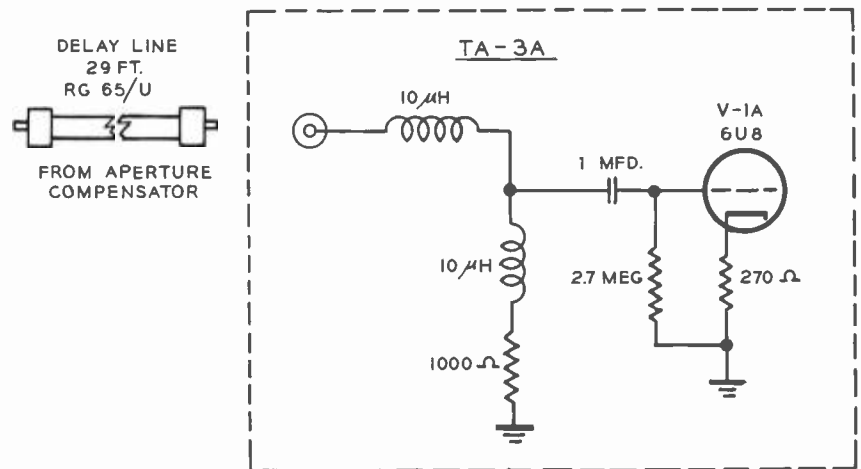 DELAY LINE
29 FT.
RG 65/U
FROM APERTURE
COMPENSATOR
TA-3A
10 μH
V-1A
6U8
1 MFD.
10 μH
2.7 MEG
270 Ω
1000 Ω